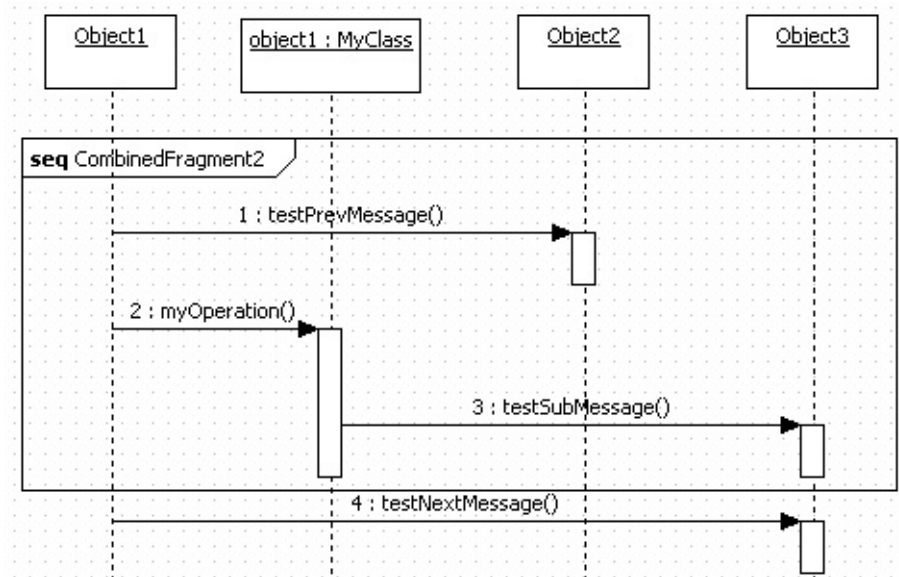 Object1
object1 : MyClass
Object2
Object3
seq CombinedFragment2
1 : testPrevMessage()
2 : myOperation()
3 : testSubMessage()
4 : testNextMessage()